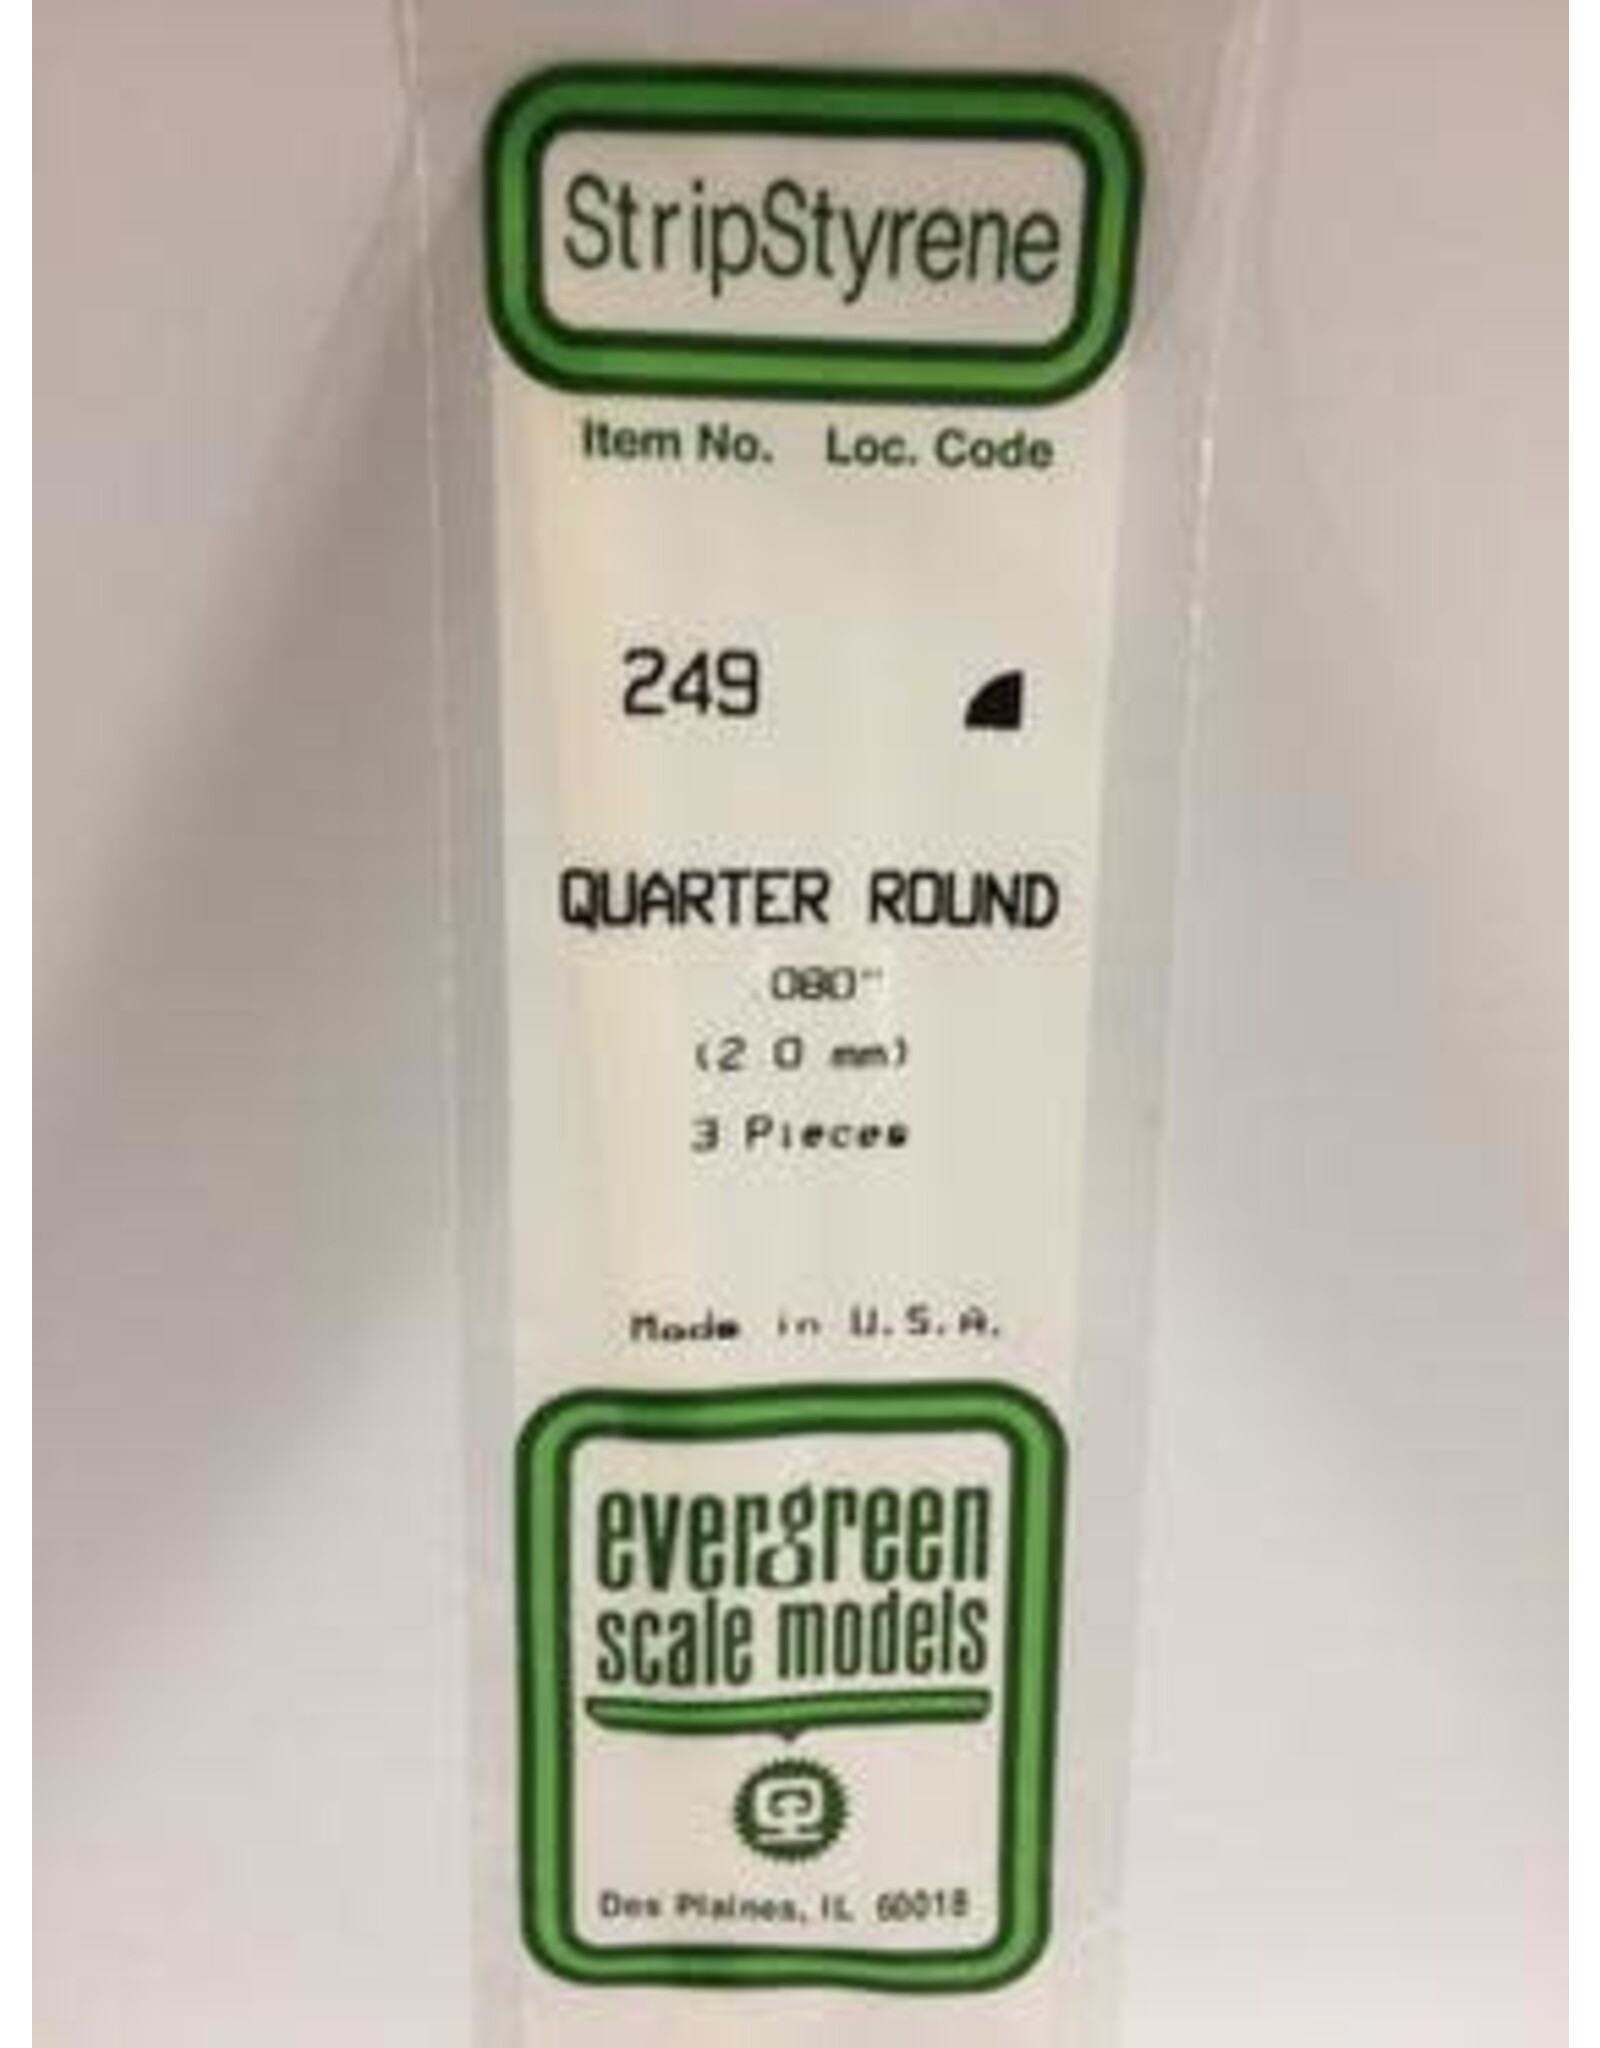 StripStyrene
Item No. Loc. Code
249
QUARTER ROUND
.080"
(2 0 mm)
3 Pieces
Made in U.S.A.
evergreen
scale models
Des Plaines, IL 60018